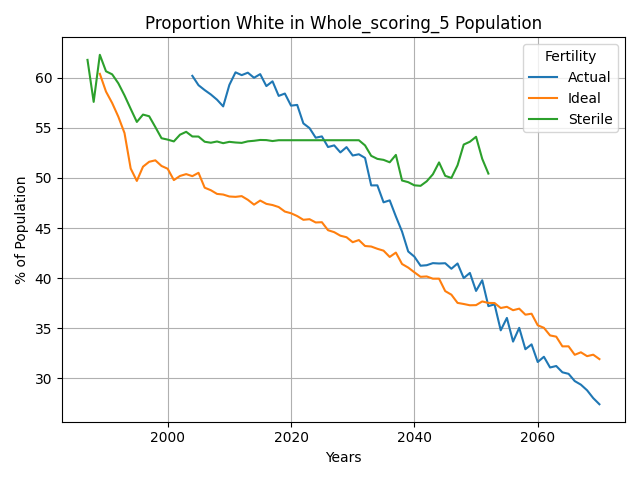 Proportion White in Whole_scoring_5 Population
Fertility
Actual
Ideal
Sterile
% of Population
60
55
50
45
40
35
30
2000
2020
2040
2060
Years